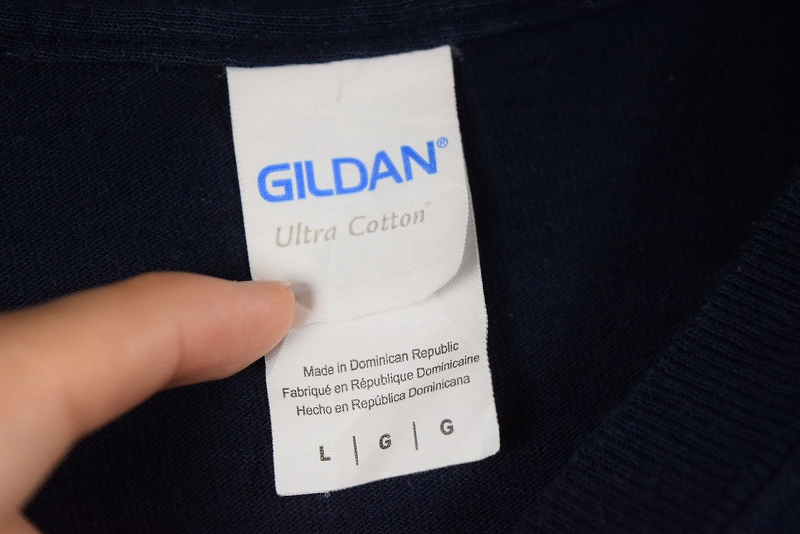 GILDAN®
Ultra Cotton®
Made in Dominican Republic
Fabriqué en République Dominicaine
Hecho en República Dominicana
L | G | G